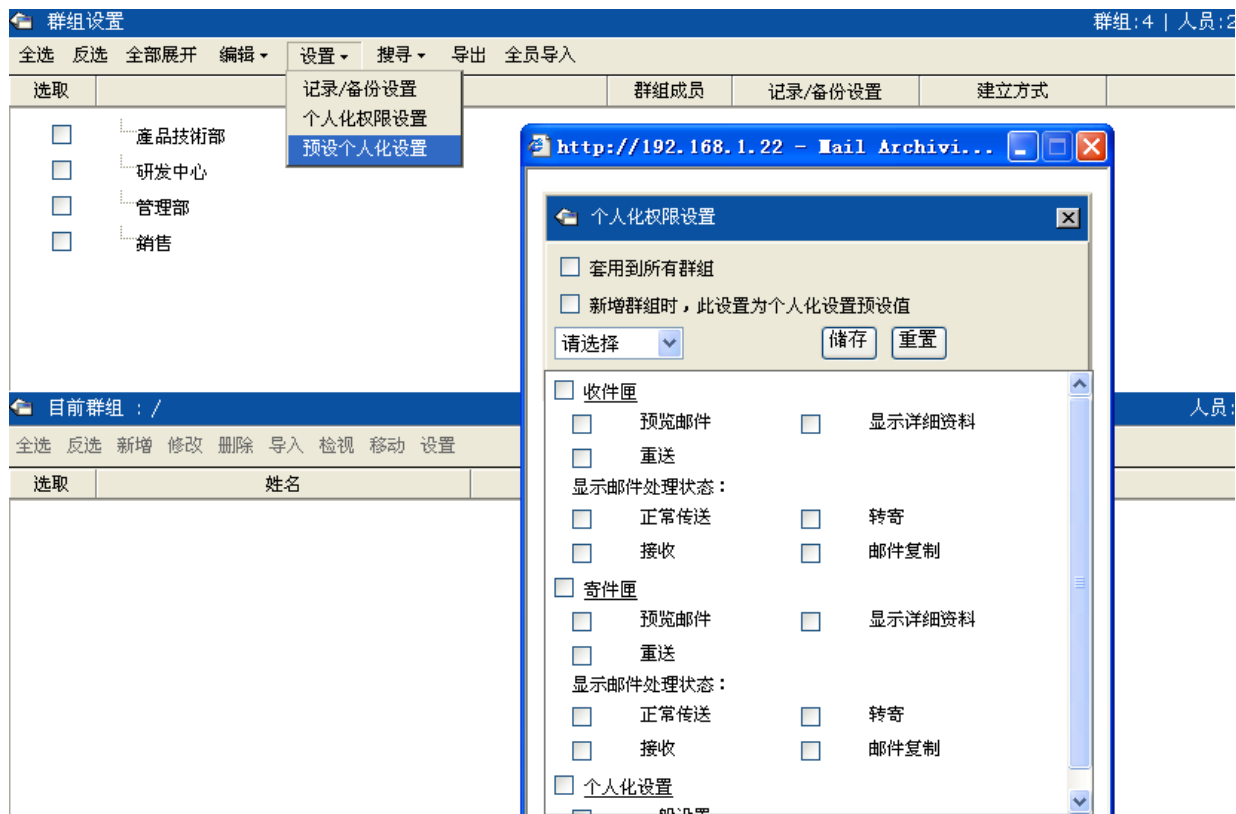 群组设置 群组:4 | 人员:2
全选 反选 全部展开 编辑 设置 搜寻 导出 全员导入
选取 群组成员 记录/备份设置 建立方式
记录/备份设置
个人化权限设置
预设个人化设置
產品技術部
研发中心
管理部
銷售
http://192.168.1.22 - Mail Archivi...
个人化权限设置
套用到所有群组
新增群组时，此设置为个人化设置预设值
请选择 储存 重置
收件匣
预览邮件 显示详细资料
重送
显示邮件处理状态：
正常传送 转寄
接收 邮件复制
寄件匣
预览邮件 显示详细资料
重送
显示邮件处理状态：
正常传送 转寄
接收 邮件复制
个人化设置
目前群组 : / 人员:
全选 反选 新增 修改 删除 导入 检视 移动 设置
选取 姓名